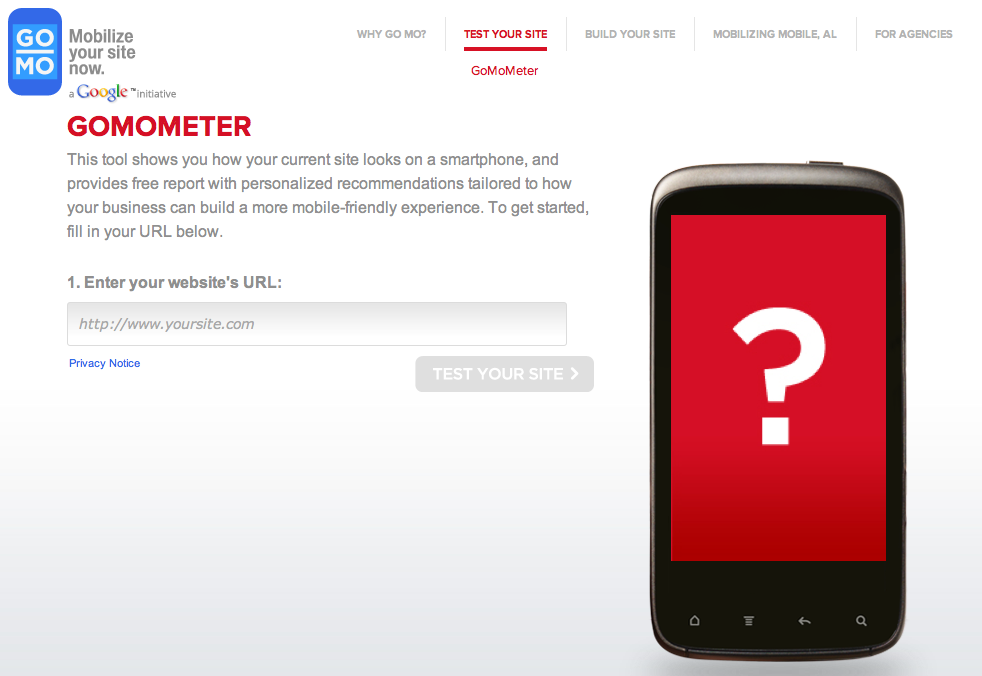 GO
MO
Mobilize
your site
now.
a Google™ initiative
WHY GO MO?
TEST YOUR SITE
BUILD YOUR SITE
MOBILIZING MOBILE, AL
FOR AGENCIES
GoMoMeter
GOMOMETER
This tool shows you how your current site looks on a smartphone, and
provides free report with personalized recommendations tailored to how
your business can build a more mobile-friendly experience. To get started,
fill in your URL below.
1. Enter your website's URL:
http://www.yoursite.com
Privacy Notice
TEST YOUR SITE >
?